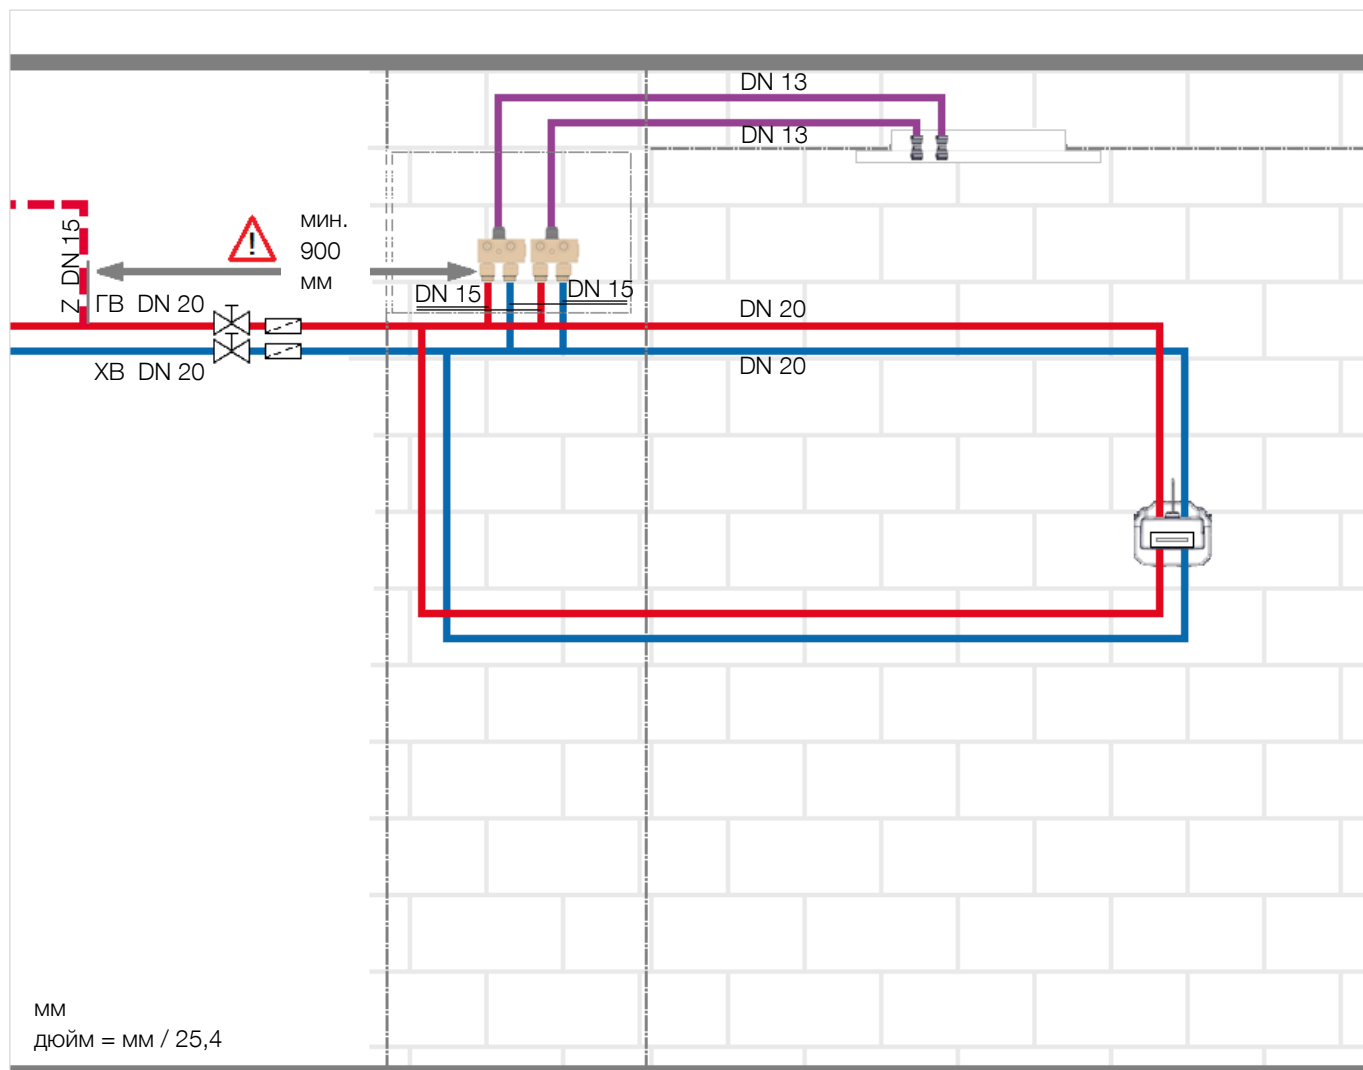 DN 13
DN 13
мин.
900
мм
Z DN 15
ГВ DN 20
DN 15
DN 15
DN 20
ХВ DN 20
DN 20
мм
дюйм = мм / 25,4